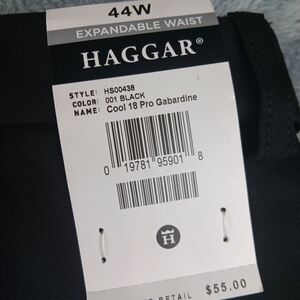 44W
EXPANDABLE WAIST
HAGGAR®
STYLE: HS00438
COLOR: 001 BLACK
NAME: Cool 18 Pro Gabardine
0 19781 95901 8
H
RETAIL
$55.00